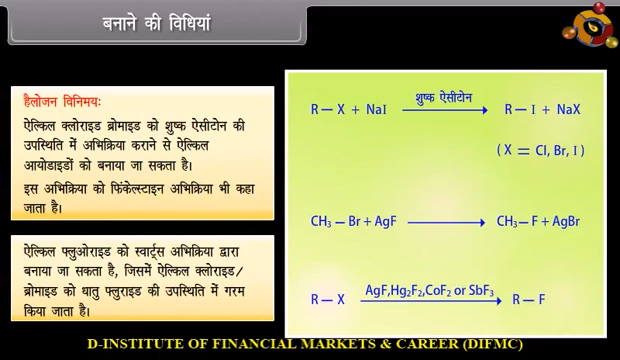 बनाने की विधियां
हैलोजन विनिमयः
ऐल्किल क्लोराइड ब्रोमाइड को शुष्क ऐसीटोन की
उपस्थिति में अभिक्रिया कराने से ऐल्किल
आयोडाइडों को बनाया जा सकता है।
इस अभिक्रिया को फिंकेल्स्टाइन अभिक्रिया भी कहा
जाता है।
ऐल्किल फ्लुओराइड को स्वार्ट्स अभिक्रिया द्वारा
बनाया जा सकता है, जिसमें ऐल्किल क्लोराइड/
ब्रोमाइड को धातु फ्लुराइड की उपस्थिति में गरम
किया जाता है।
शुष्क ऐसीटोन
R — X + NaI ⟶ R — I + NaX
( X = Cl, Br, I )
CH₃ — Br + AgF ⟶ CH₃ – F + AgBr
AgF,Hg₂F₂,CoF₂ or SbF₃
R — X ⟶ R — F
D-INSTITUTE OF FINANCIAL MARKETS & CAREER (DIFMC)